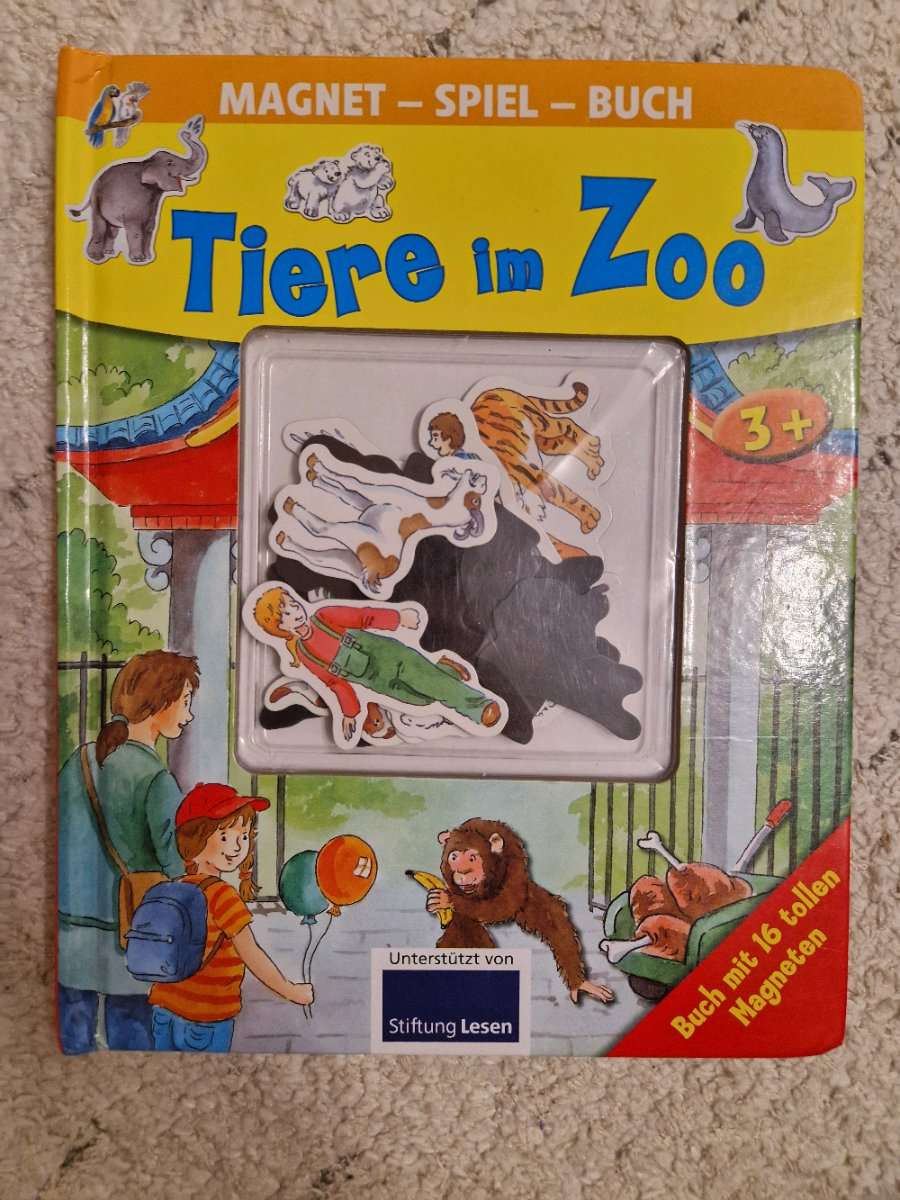 MAGNET – SPIEL – BUCH
Tiere im Zoo
3+
Buch mit 16 tollen
Magneten
Unterstützt von
Stiftung Lesen